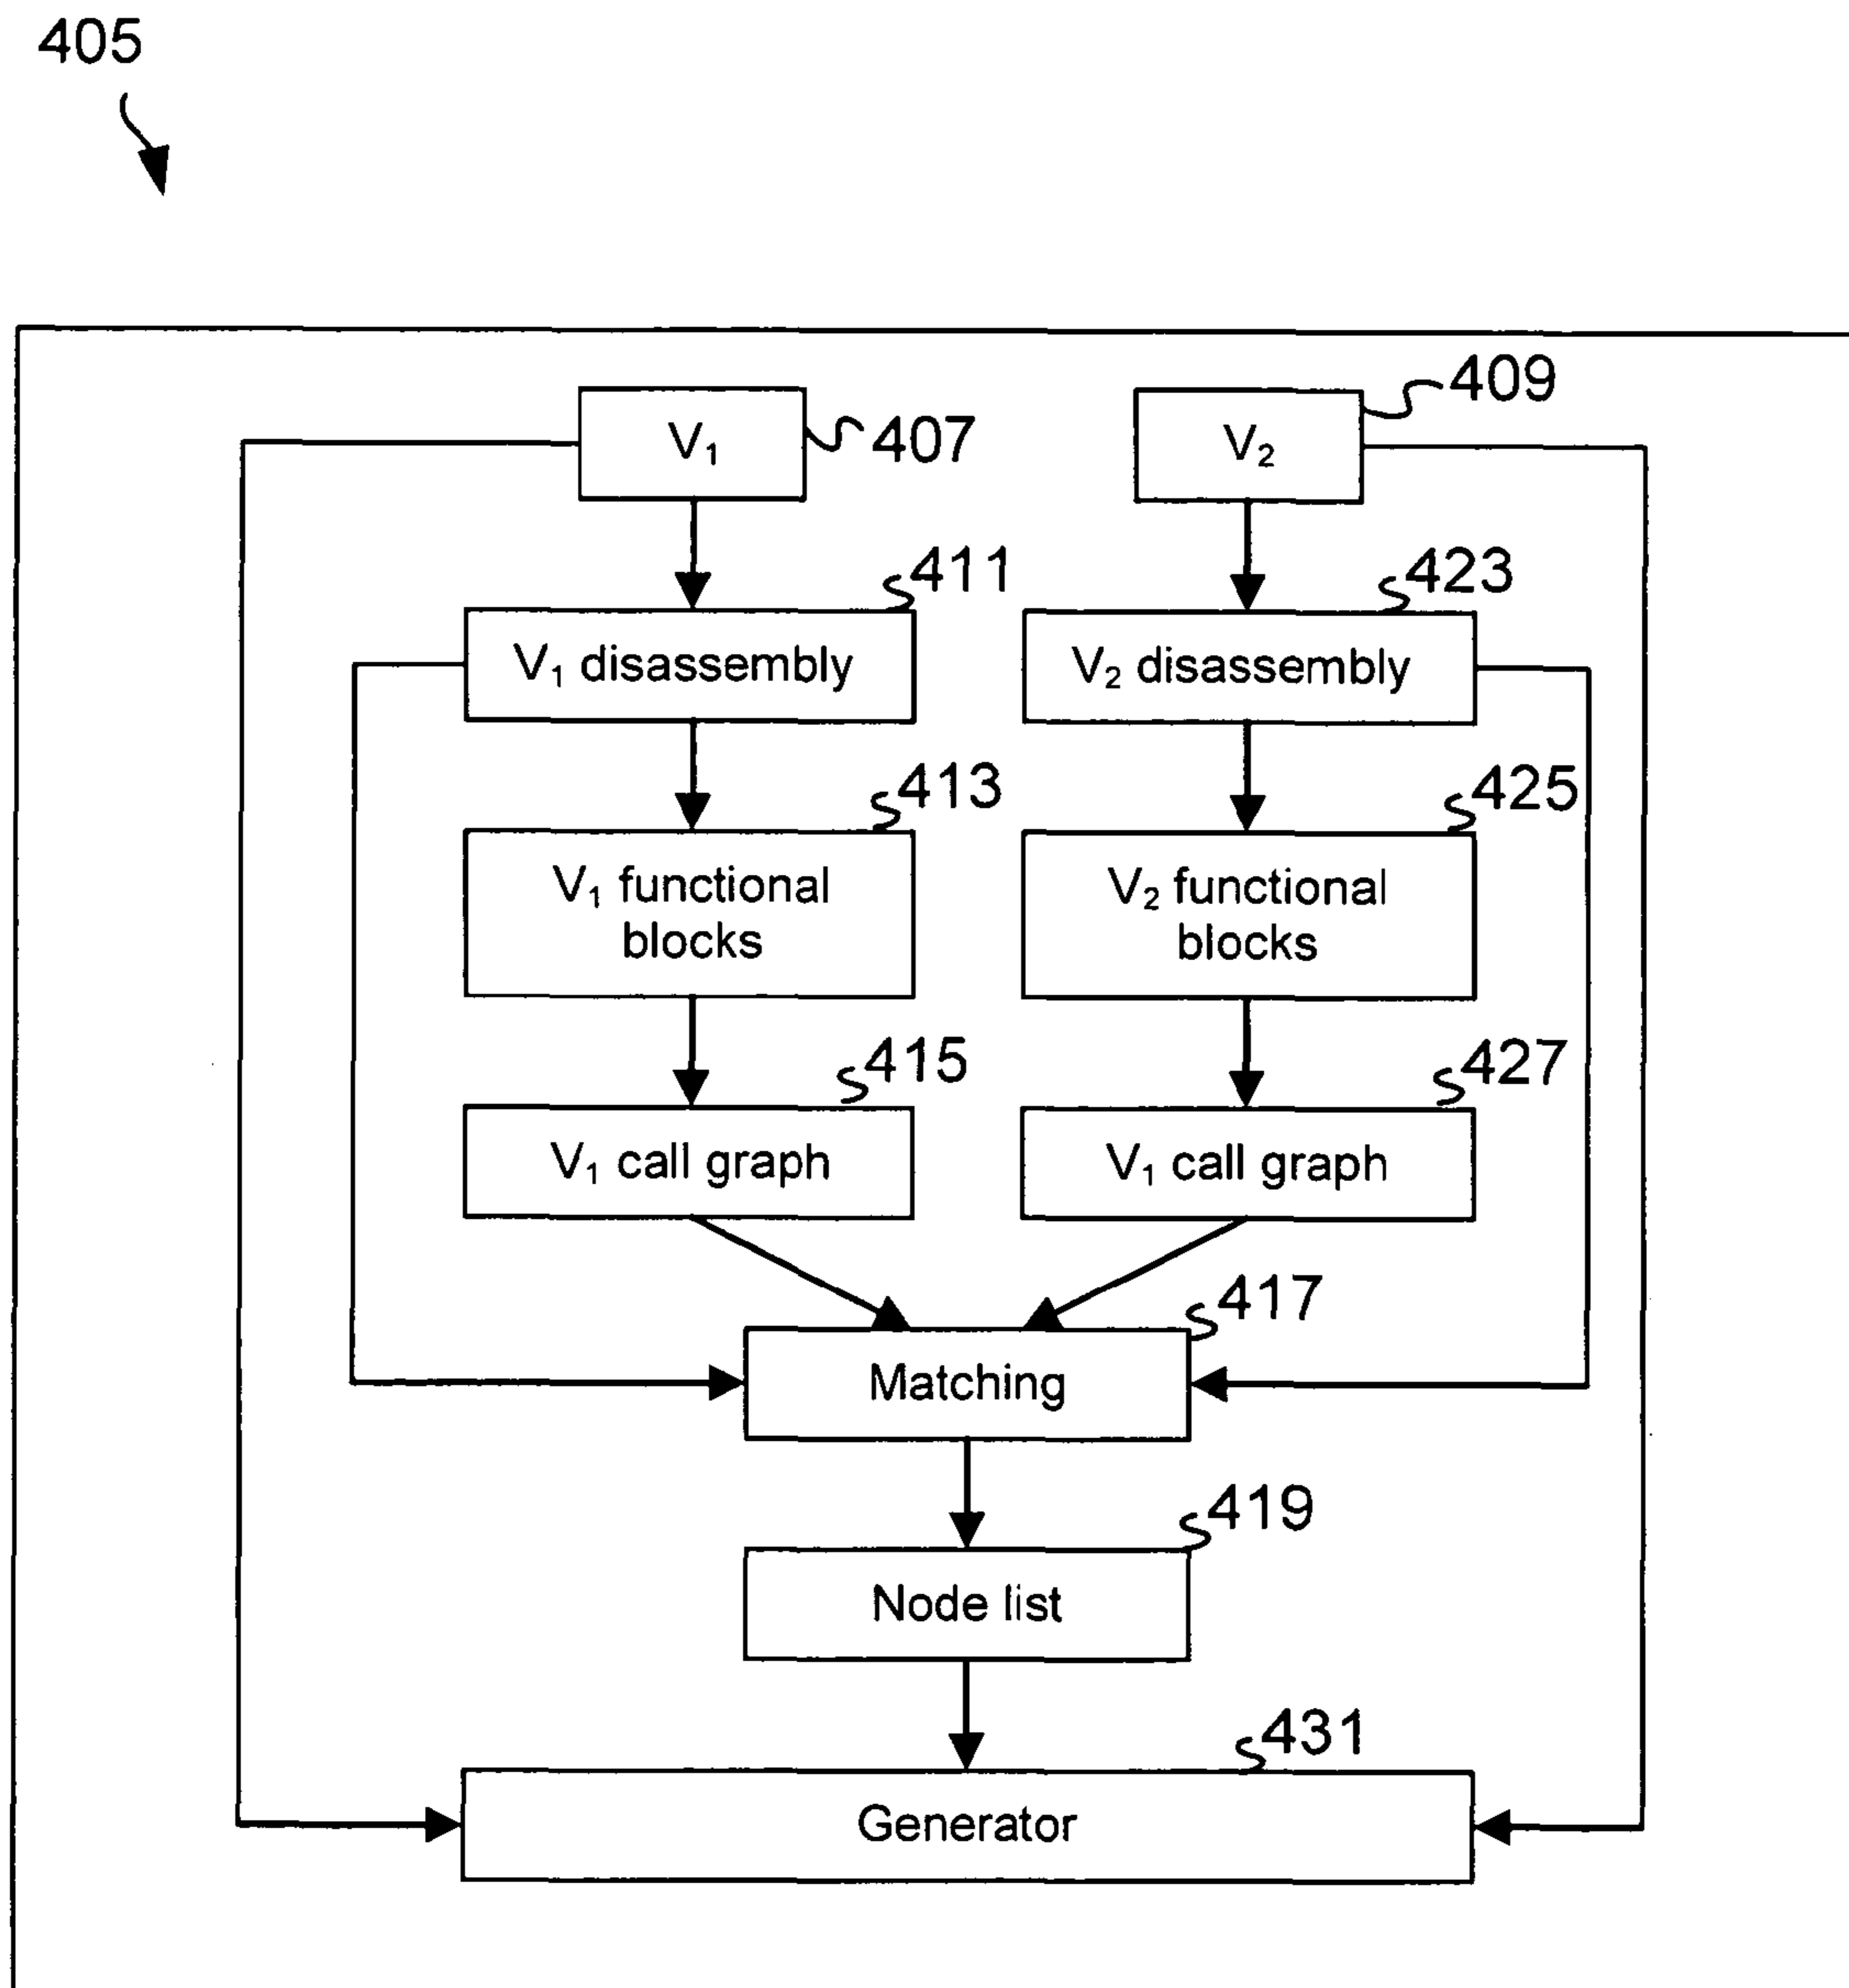 405
V₁
407
V₂
409
V₁ disassembly
411
V₂ disassembly
423
V₁ functional
blocks
413
V₂ functional
blocks
425
V₁ call graph
415
V₁ call graph
427
Matching
417
Node list
419
Generator
431